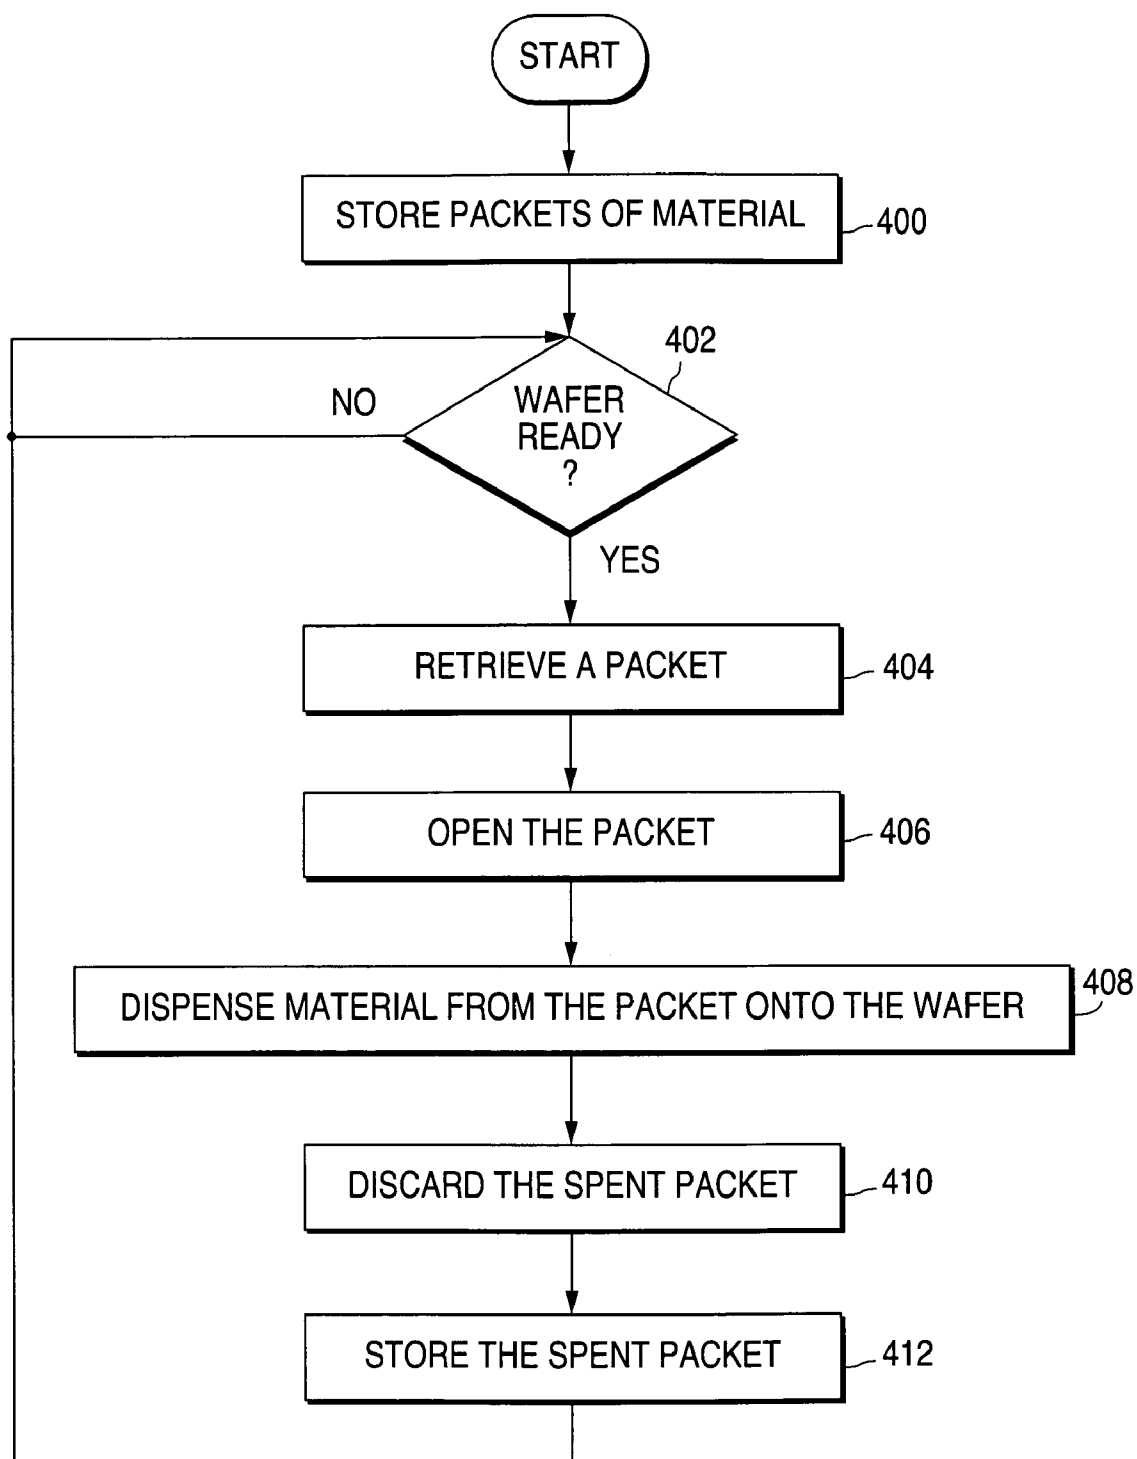 START
STORE PACKETS OF MATERIAL
400
402
NO
WAFER
READY
?
YES
RETRIEVE A PACKET
404
OPEN THE PACKET
406
DISPENSE MATERIAL FROM THE PACKET ONTO THE WAFER
408
DISCARD THE SPENT PACKET
410
STORE THE SPENT PACKET
412